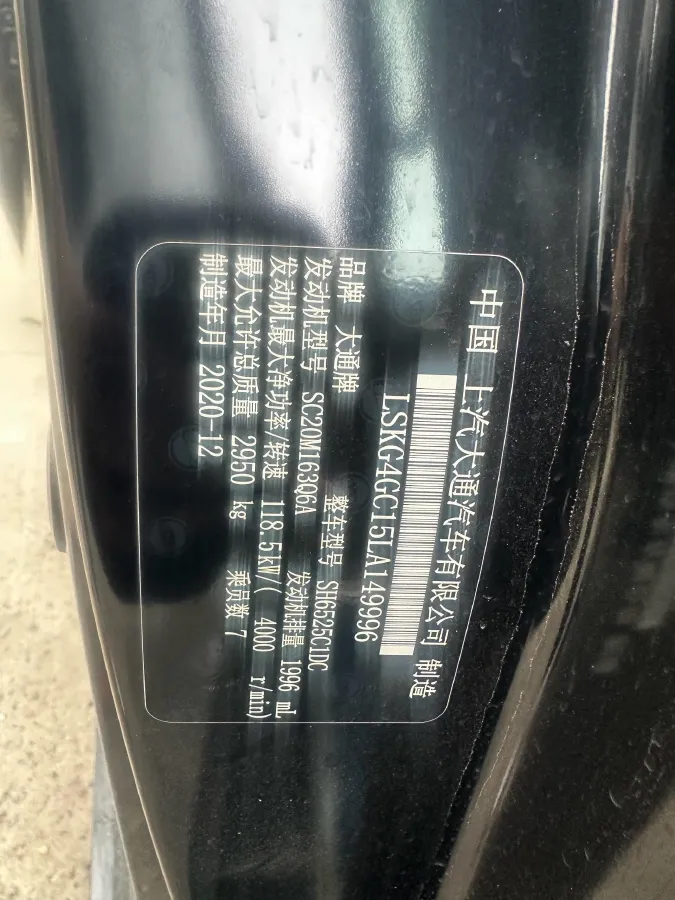 中国 上汽大通汽车有限公司 制造
LSKG4GC15LA149996
品牌 大通牌 整车型号 SH6525C1DC
发动机型号 SC20M163Q6A 发动机排量 1996 mL
发动机最大净功率/转速 118.5kW/( 4000 r/min)
最大允许总质量 2950 kg 乘员数 7
制造年月 2020-12